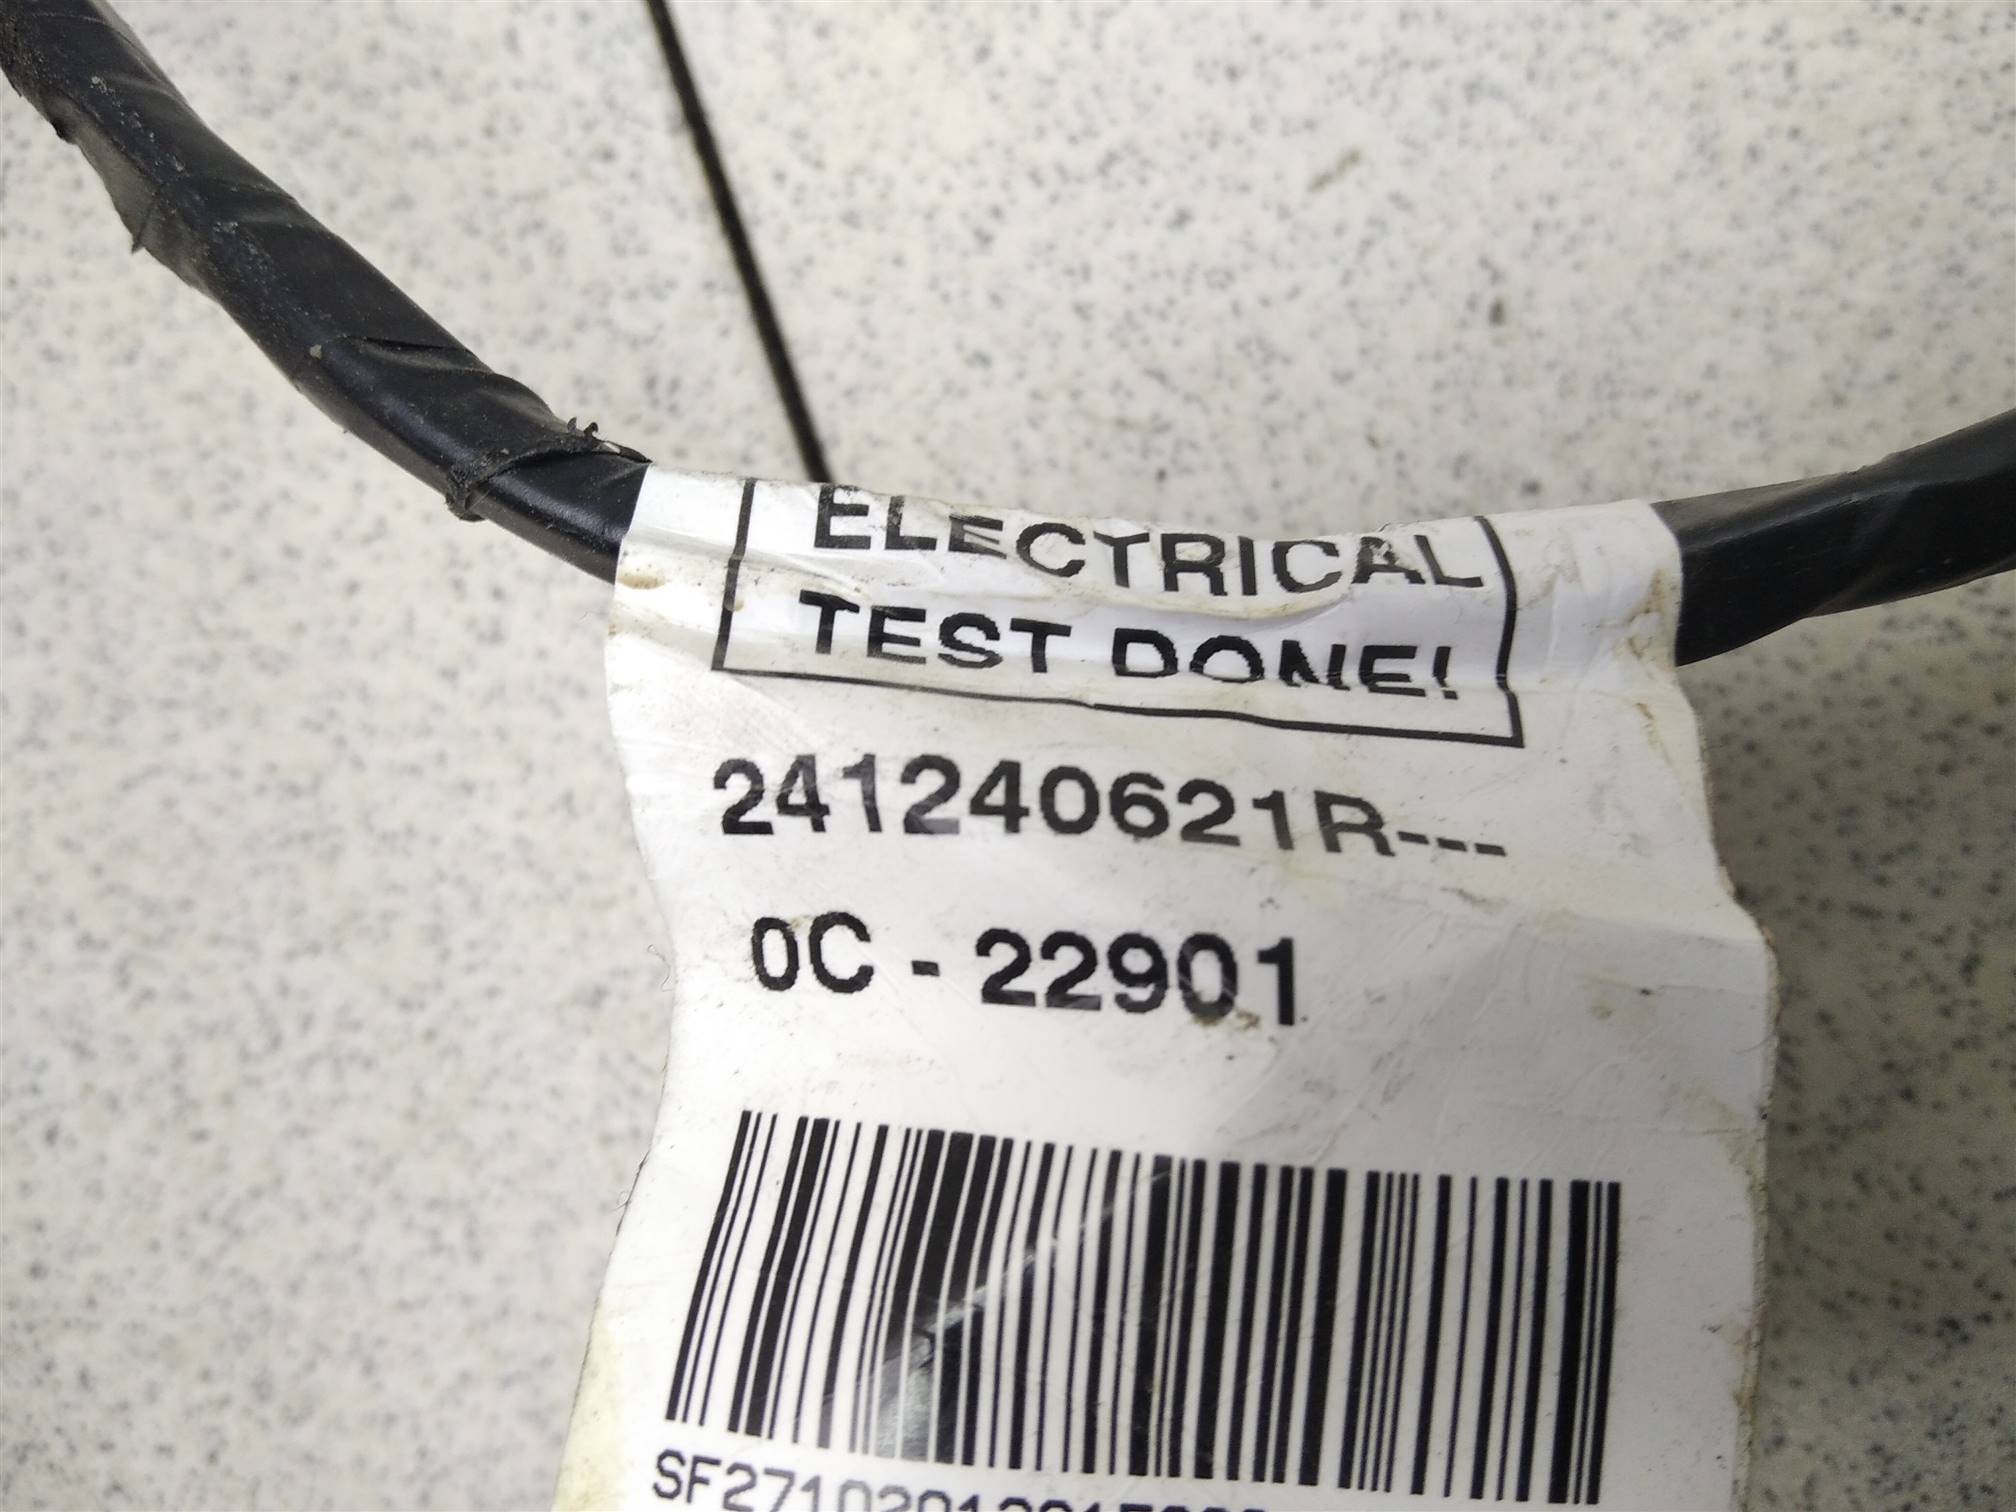 ELECTRICAL
TEST DONE!
241240621R---
0C - 22901